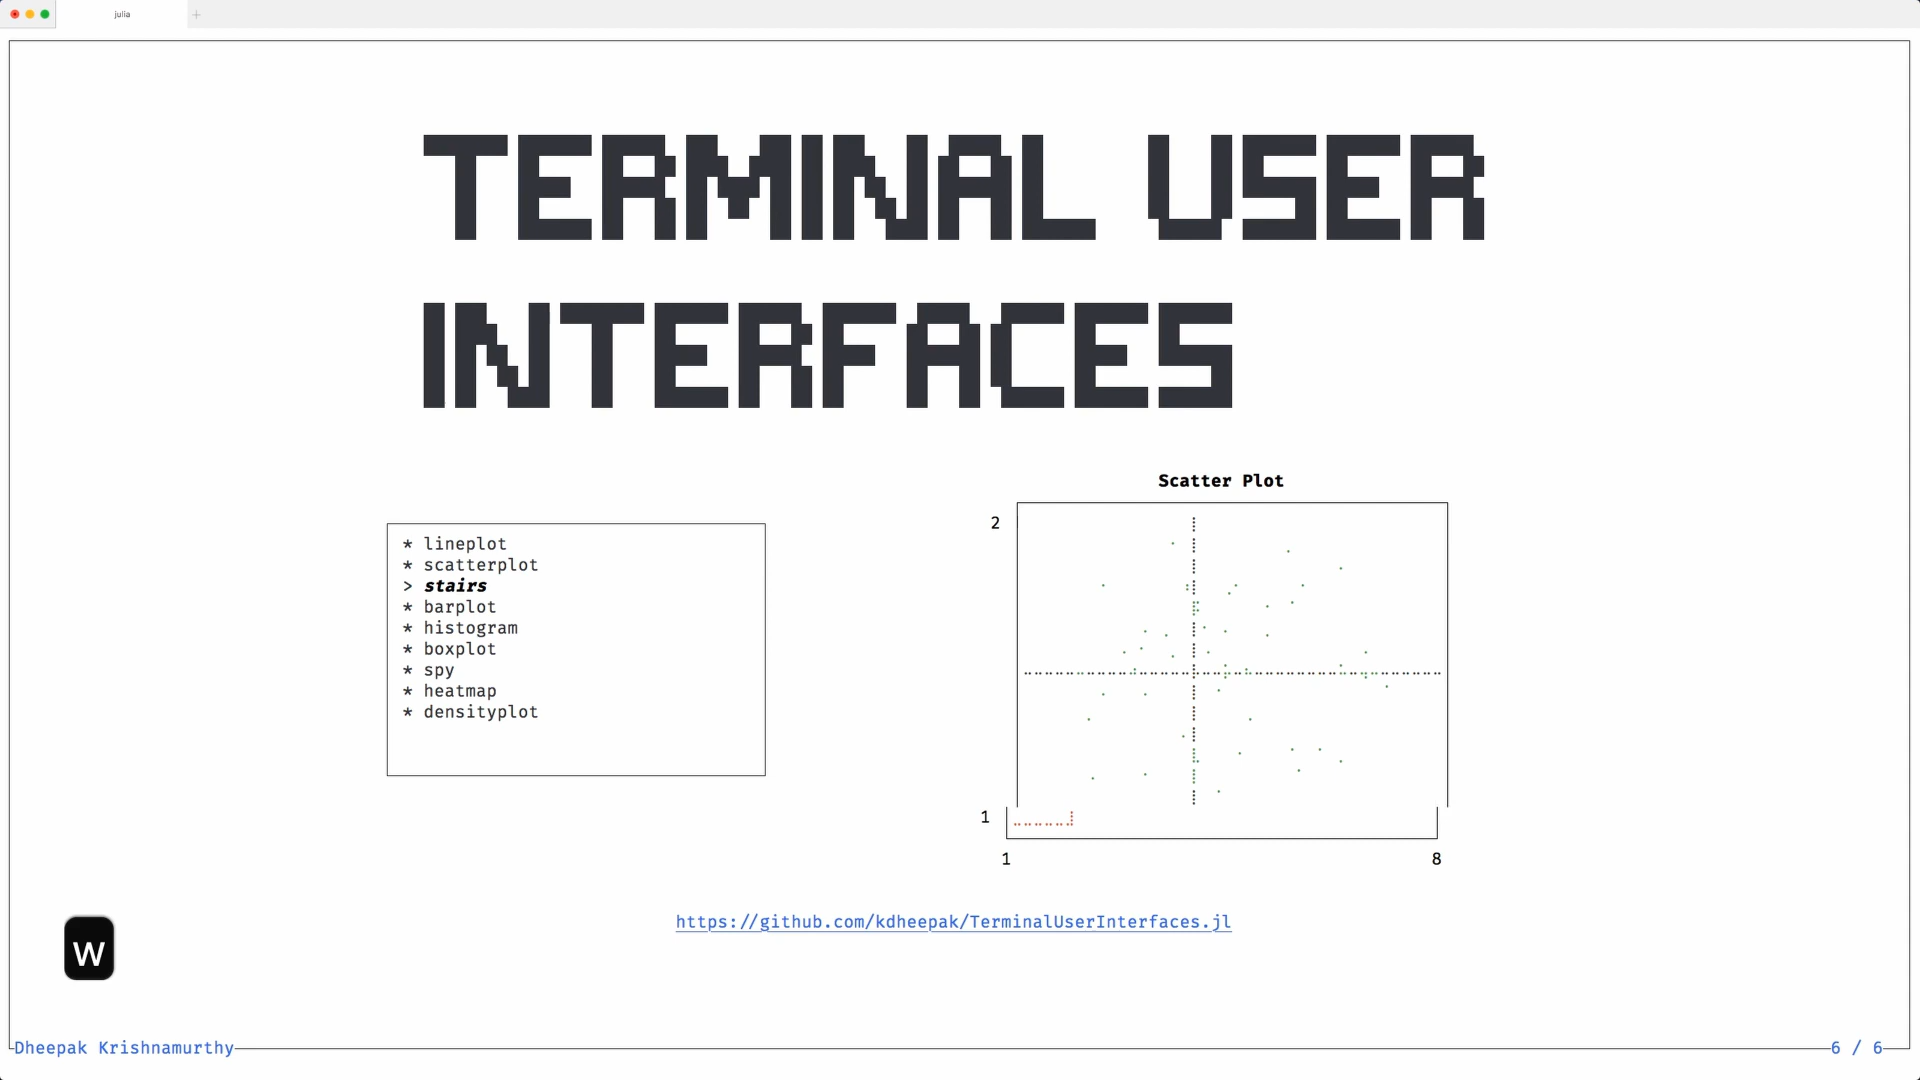 julia
TERMINAL USER
INTERFACES
* lineplot
* scatterplot
> stairs
* barplot
* histogram
* boxplot
* spy
* heatmap
* densityplot
Scatter Plot
2
1
1 8
https://github.com/kdheepak/TerminalUserInterfaces.jl
W
Dheepak Krishnamurthy
6 / 6